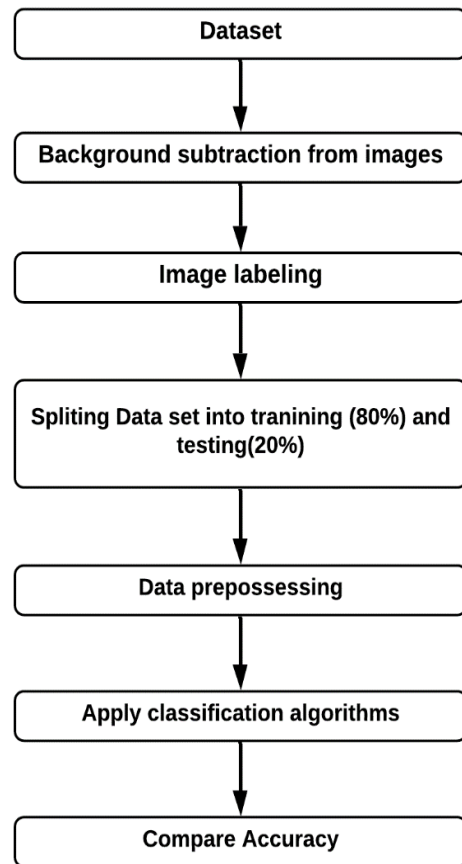 Dataset
Background subtraction from images
Image labeling
Spliting Data set into tranining (80%) and
testing(20%)
Data prepossessing
Apply classification algorithms
Compare Accuracy